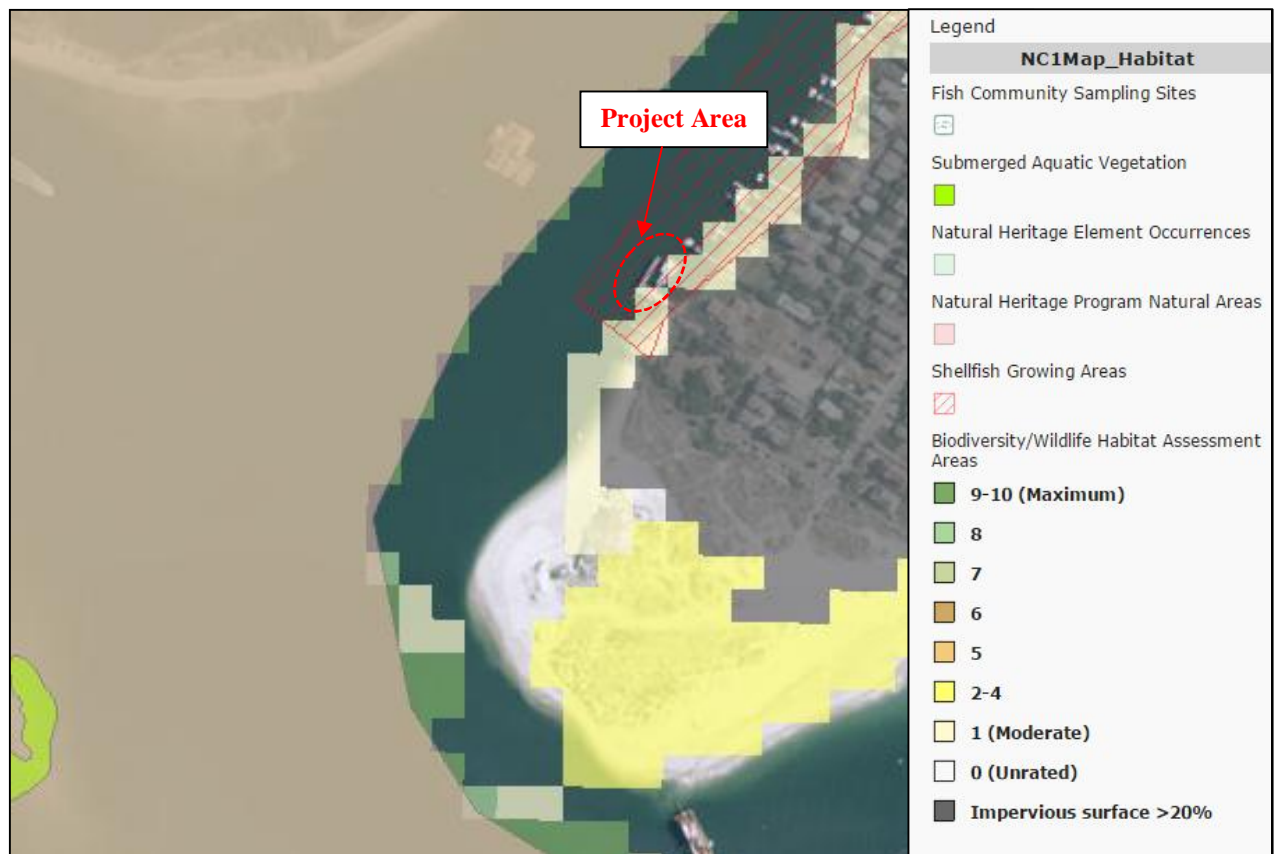 Project Area
Legend
NC1Map_Habitat
Fish Community Sampling Sites
Submerged Aquatic Vegetation
Natural Heritage Element Occurrences
Natural Heritage Program Natural Areas
Shellfish Growing Areas
Biodiversity/Wildlife Habitat Assessment
Areas
9-10 (Maximum)
8
7
6
5
2-4
1 (Moderate)
0 (Unrated)
Impervious surface >20%